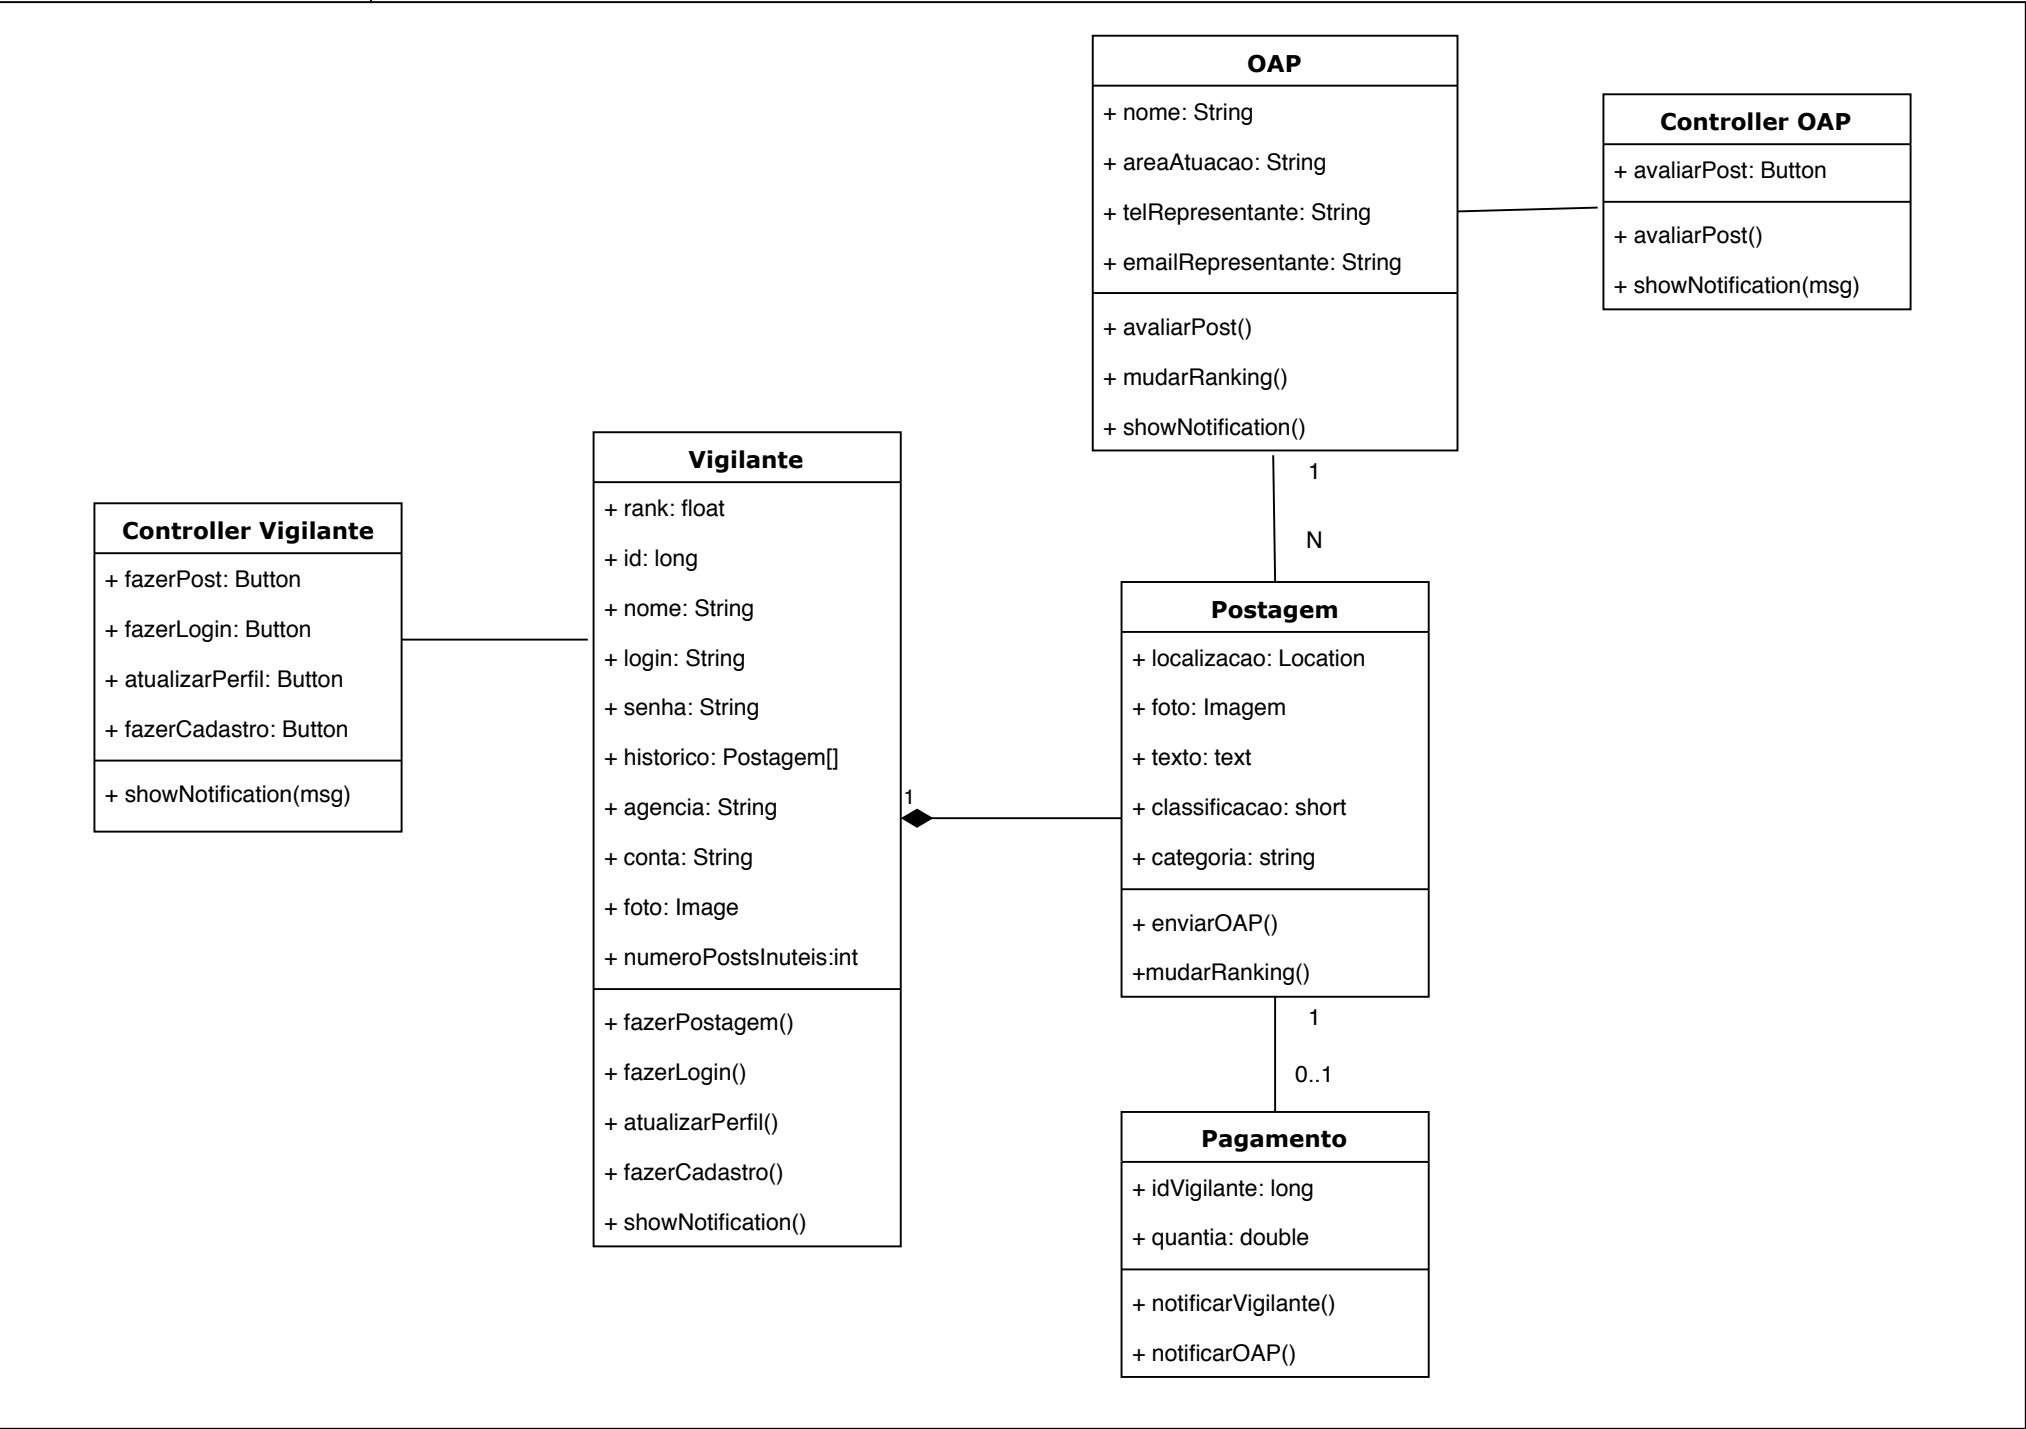 OAP
+ nome: String
+ areaAtuacao: String
+ telRepresentante: String
+ emailRepresentante: String
+ avaliarPost()
+ mudarRanking()
+ showNotification()
Controller OAP
+ avaliarPost: Button
+ avaliarPost()
+ showNotification(msg)
1
N
Controller Vigilante
+ fazerPost: Button
+ fazerLogin: Button
+ atualizarPerfil: Button
+ fazerCadastro: Button
+ showNotification(msg)
Vigilante
+ rank: float
+ id: long
+ nome: String
+ login: String
+ senha: String
+ historico: Postagem[]
+ agencia: String
+ conta: String
+ foto: Image
+ numeroPostsInuteis:int
+ fazerPostagem()
+ fazerLogin()
+ atualizarPerfil()
+ fazerCadastro()
+ showNotification()
1
Postagem
+ localizacao: Location
+ foto: Imagem
+ texto: text
+ classificacao: short
+ categoria: string
+ enviarOAP()
+mudarRanking()
1
0..1
Pagamento
+ idVigilante: long
+ quantia: double
+ notificarVigilante()
+ notificarOAP()